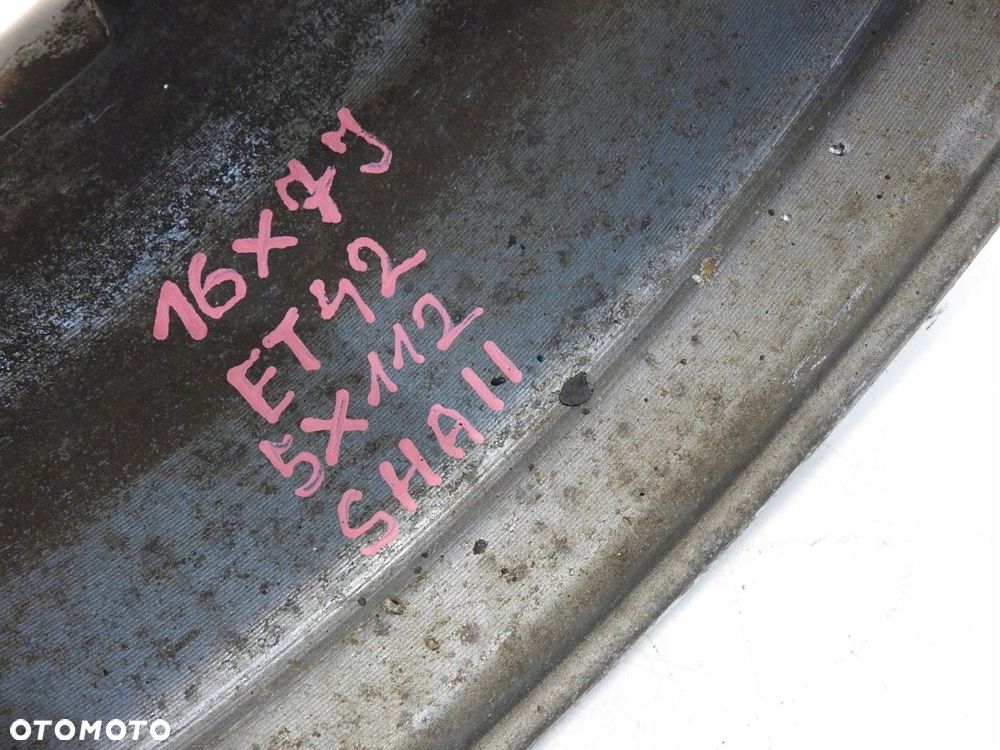 16X7J
ET42
5X112
SHA11
OTOMOTO